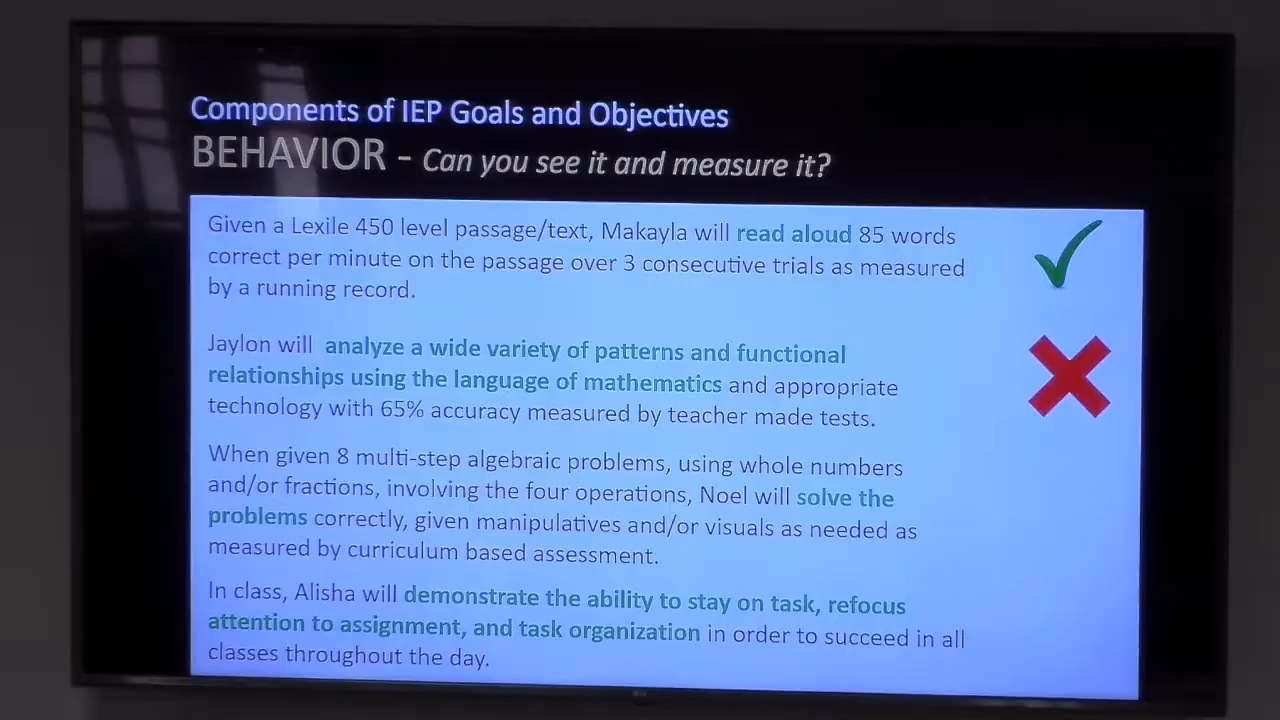 Components of IEP Goals and Objectives
BEHAVIOR - Can you see it and measure it?
Given a Lexile 450 level passage/text, Makayla will read aloud 85 words
correct per minute on the passage over 3 consecutive trials as measured
by a running record.
Jaylon will analyze a wide variety of patterns and functional
relationships using the language of mathematics and appropriate
technology with 65% accuracy measured by teacher made tests.
When given 8 multi-step algebraic problems, using whole numbers
and/or fractions, involving the four operations, Noel will solve the
problems correctly, given manipulatives and/or visuals as needed as
measured by curriculum based assessment.
In class, Alisha will demonstrate the ability to stay on task, refocus
attention to assignment, and task organization in order to succeed in all
classes throughout the day.